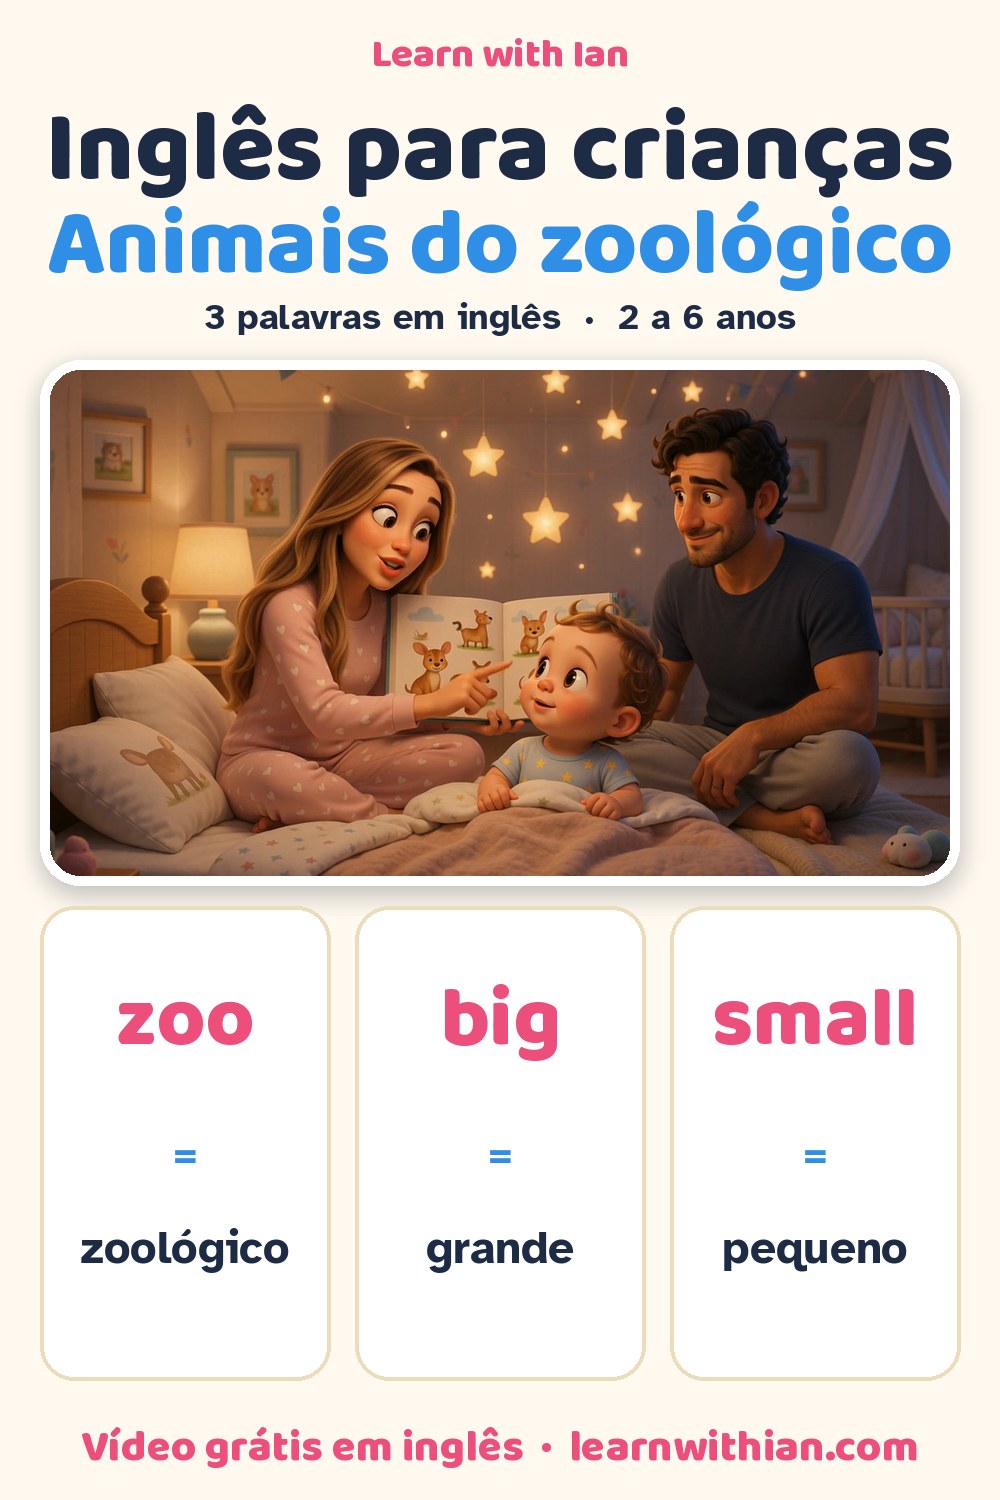 Learn with Ian
Inglês para crianças
Animais do zoológico
3 palavras em inglês · 2 a 6 anos
zoo
=
zoológico
big
=
grande
small
=
pequeno
Vídeo grátis em inglês · learnwithian.com